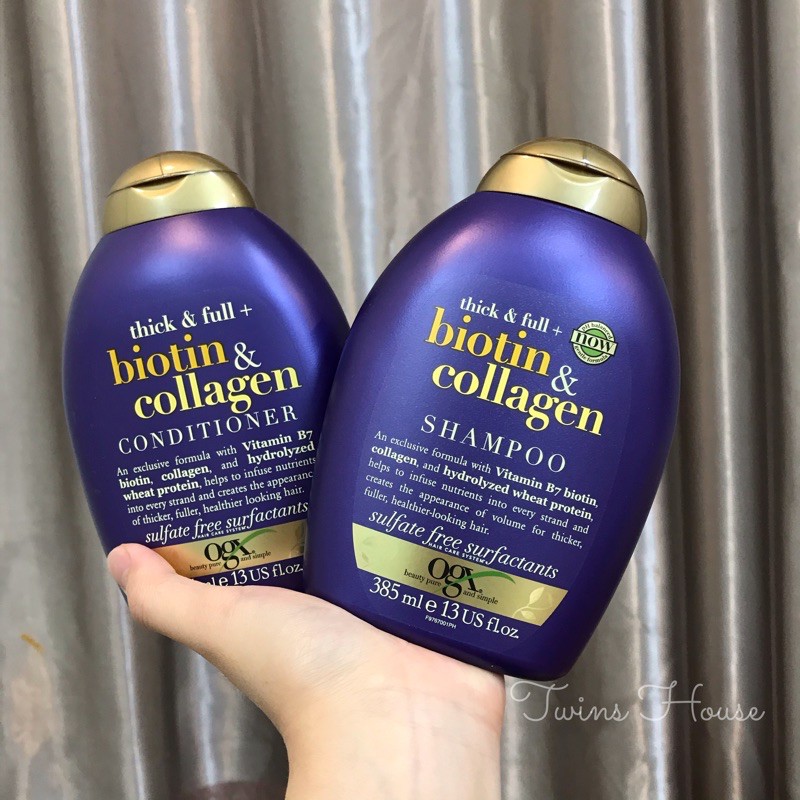 thick & full +
biotin &
collagen
CONDITIONER
An exclusive formula with Vitamin B7
biotin, collagen, and hydrolyzed
wheat protein, helps to infuse nutrients
into every strand and creates the appearanc
of thicker, fuller, healthier looking hair.
sulfate free surfactants
HAIR CARE SYSTEM
ogx
beauty pure and simple
e 13 US fl.oz.
thick & full +
biotin &
collagen
now
SHAMPOO
An exclusive formula with Vitamin B7 biotin,
collagen, and hydrolyzed wheat protein,
helps to infuse nutrients into every strand and
creates the appearance of volume for thicker,
fuller, healthier-looking hair.
sulfate free surfactants
HAIR CARE SYSTEM
ogx
beauty pure and simple
385 ml e 13 US fl.oz.
F9767001PH
Twins House